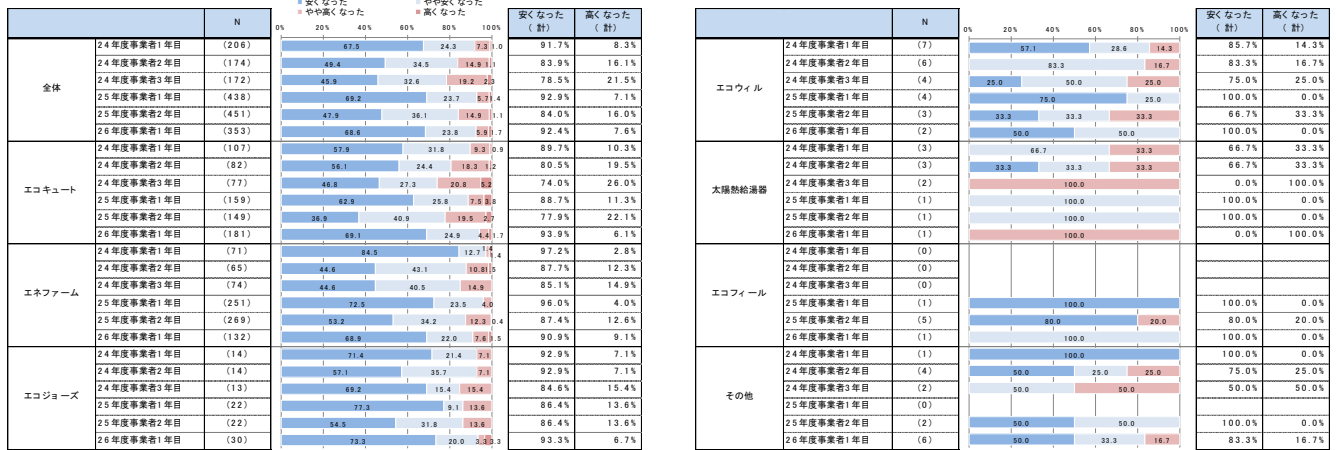 安くなった やや安くなった
やや高くなった 高くなった
N 0% 20% 40% 60% 80% 100% 安くなった（計） 高くなった（計）
全体
24年度事業者1年目 (206) 67.5 24.3 7.3 1.0 91.7% 8.3%
24年度事業者2年目 (174) 49.4 34.5 14.9 1.1 83.9% 16.1%
24年度事業者3年目 (172) 45.9 32.6 19.2 2.3 78.5% 21.5%
25年度事業者1年目 (438) 69.2 23.7 5.7 1.4 92.9% 7.1%
25年度事業者2年目 (451) 47.9 36.1 14.9 1.1 84.0% 16.0%
26年度事業者1年目 (353) 68.6 23.8 5.9 1.7 92.4% 7.6%
エコキュート
24年度事業者1年目 (107) 57.9 31.8 9.3 0.9 89.7% 10.3%
24年度事業者2年目 (82) 56.1 24.4 18.3 1.2 80.5% 19.5%
24年度事業者3年目 (77) 46.8 27.3 20.8 5.2 74.0% 26.0%
25年度事業者1年目 (159) 62.9 25.8 7.5 3.8 88.7% 11.3%
25年度事業者2年目 (149) 36.9 40.9 19.5 2.7 77.9% 22.1%
26年度事業者1年目 (181) 69.1 24.9 4.4 1.7 93.9% 6.1%
エネファーム
24年度事業者1年目 (71) 84.5 12.7 1.4 1.4 97.2% 2.8%
24年度事業者2年目 (65) 44.6 43.1 10.8 1.5 87.7% 12.3%
24年度事業者3年目 (74) 44.6 40.5 14.9 85.1% 14.9%
25年度事業者1年目 (251) 72.5 23.5 4.0 96.0% 4.0%
25年度事業者2年目 (269) 53.2 34.2 12.3 0.4 87.4% 12.6%
26年度事業者1年目 (132) 68.9 22.0 7.6 1.5 90.9% 9.1%
エコジョーズ
24年度事業者1年目 (14) 71.4 21.4 7.1 92.9% 7.1%
24年度事業者2年目 (14) 57.1 35.7 7.1 92.9% 7.1%
24年度事業者3年目 (13) 69.2 15.4 15.4 84.6% 15.4%
25年度事業者1年目 (22) 77.3 9.1 13.6 86.4% 13.6%
25年度事業者2年目 (22) 54.5 31.8 13.6 86.4% 13.6%
26年度事業者1年目 (30) 73.3 20.0 3.3 3.3 93.3% 6.7%
N 0% 20% 40% 60% 80% 100% 安くなった（計） 高くなった（計）
エコウィル
24年度事業者1年目 (7) 57.1 28.6 14.3 85.7% 14.3%
24年度事業者2年目 (6) 83.3 16.7 83.3% 16.7%
24年度事業者3年目 (4) 25.0 50.0 25.0 75.0% 25.0%
25年度事業者1年目 (4) 75.0 25.0 100.0% 0.0%
25年度事業者2年目 (3) 33.3 33.3 33.3 66.7% 33.3%
26年度事業者1年目 (2) 50.0 50.0 100.0% 0.0%
太陽熱給湯器
24年度事業者1年目 (3) 66.7 33.3 66.7% 33.3%
24年度事業者2年目 (3) 33.3 33.3 33.3 66.7% 33.3%
24年度事業者3年目 (2) 100.0 0.0% 100.0%
25年度事業者1年目 (1) 100.0 100.0% 0.0%
25年度事業者2年目 (1) 100.0 100.0% 0.0%
26年度事業者1年目 (1) 100.0 0.0% 100.0%
エコフィール
24年度事業者1年目 (0)
24年度事業者2年目 (0)
24年度事業者3年目 (0)
25年度事業者1年目 (1) 100.0 100.0% 0.0%
25年度事業者2年目 (5) 80.0 20.0 80.0% 20.0%
26年度事業者1年目 (1) 100.0 100.0% 0.0%
その他
24年度事業者1年目 (1) 100.0 100.0% 0.0%
24年度事業者2年目 (4) 50.0 25.0 25.0 75.0% 25.0%
24年度事業者3年目 (2) 50.0 50.0 50.0% 50.0%
25年度事業者1年目 (0)
25年度事業者2年目 (2) 50.0 50.0 100.0% 0.0%
26年度事業者1年目 (6) 50.0 33.3 16.7 83.3% 16.7%